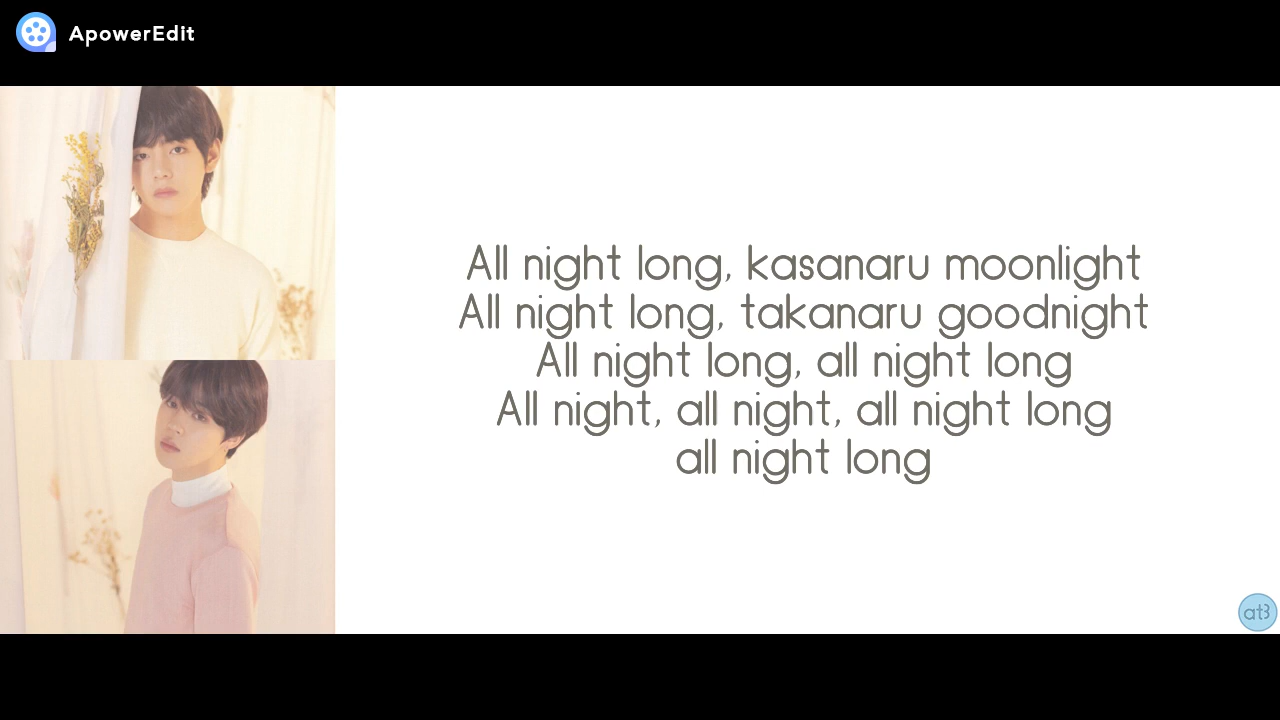 ApowerEdit
All night long, kasanaru moonlight
All night long, takanaru goodnight
All night long, all night long
All night, all night, all night long
all night long
at3